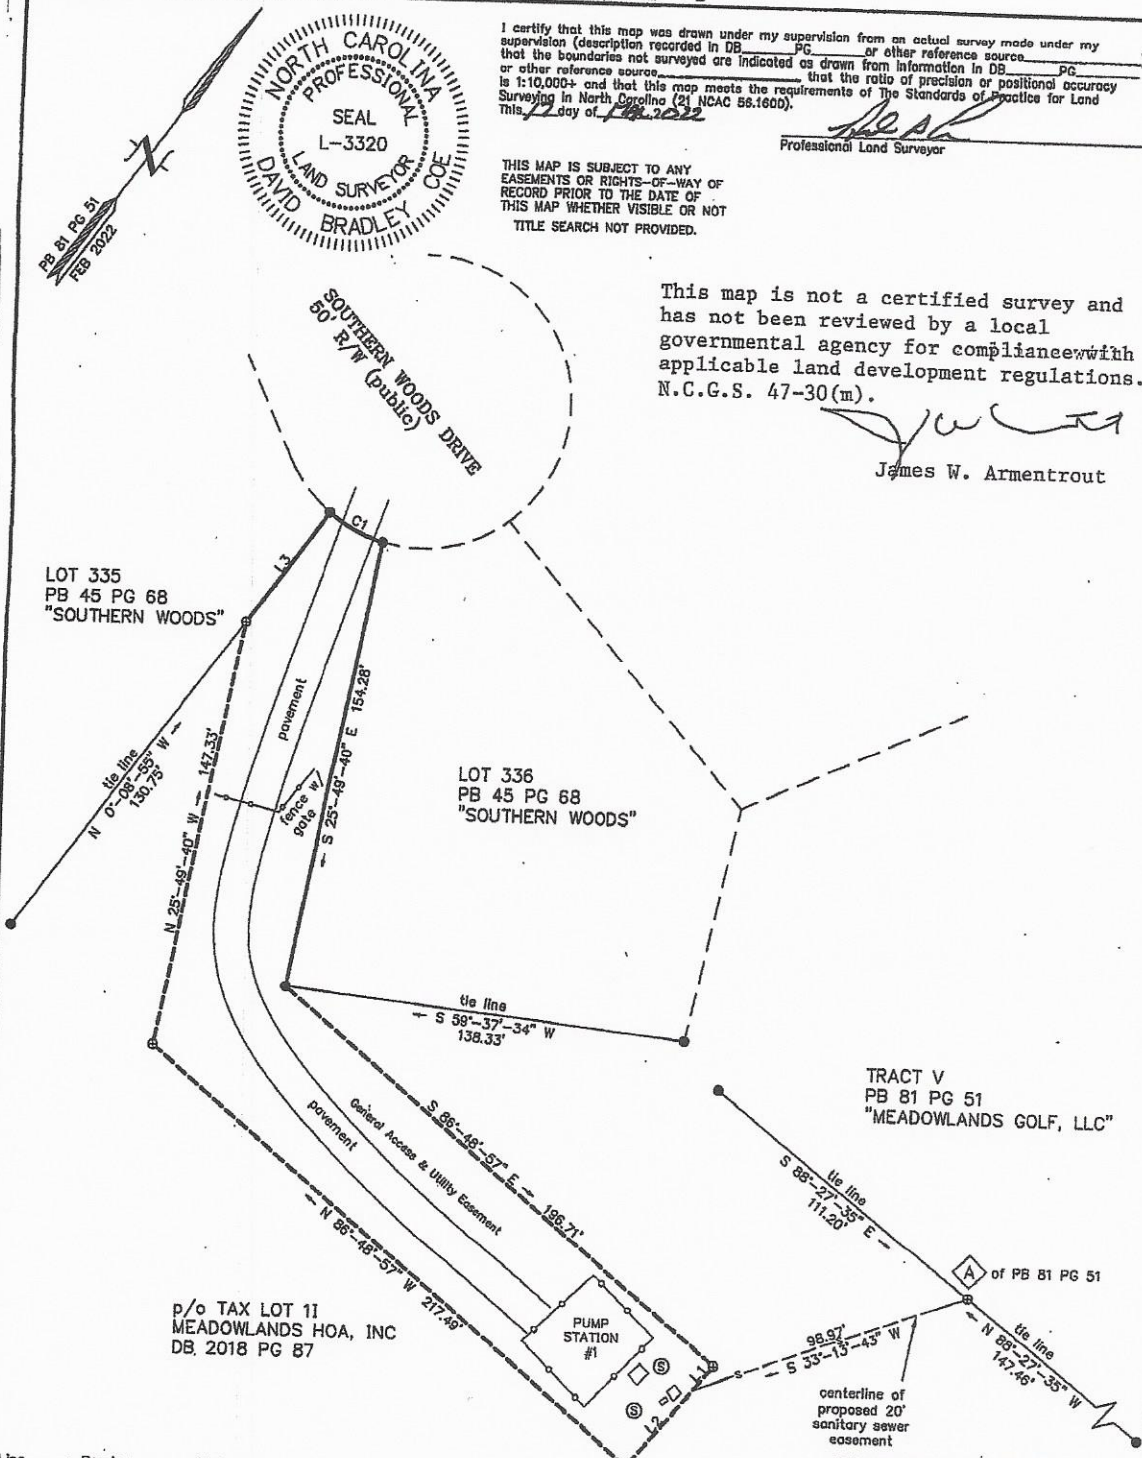 I certify that this map was drawn under my supervision from an actual survey made under my
supervision (description recorded in DB____PG____ or other reference source____
that the boundaries not surveyed are indicated as drawn from information in DB____PG____
or other reference source____ that the ratio of precision or positional accuracy
is 1:10,000+ and that this map meets the requirements of The Standards of Practice for Land
Surveying in North Carolina (21 NCAC 56.1600).
This 17 day of 2022
Professional Land Surveyor
NORTH CAROLINA
PROFESSIONAL
SEAL
L-3320
LAND SURVEYOR
DAVID BRADLEY COE
N
PB 81 PG 51
FEB 2022
THIS MAP IS SUBJECT TO ANY
EASEMENTS OR RIGHTS-OF-WAY OF
RECORD PRIOR TO THE DATE OF
THIS MAP WHETHER VISIBLE OR NOT
TITLE SEARCH NOT PROVIDED.
This map is not a certified survey and
has not been reviewed by a local
governmental agency for compliancewwith
applicable land development regulations.
N.C.G.S. 47-30(m).
James W. Armentrout
SOUTHERN WOODS DRIVE
50' R/W (public)
C1
L3
LOT 335
PB 45 PG 68
"SOUTHERN WOODS"
tie line
N 0°-08'-55" W
130.75'
N 25°-49'-40" W 147.33'
pavement
fence w/
gate
S 25°-49'-40" E 154.28'
LOT 336
PB 45 PG 68
"SOUTHERN WOODS"
tie line
S 59°-37'-34" W
138.33'
TRACT V
PB 81 PG 51
"MEADOWLANDS GOLF, LLC"
pavement
General Access & Utility Easement
S 86°-48'-57" E 196.71'
N 86°-48'-57" W 217.49'
tie line
S 88°-27'-35" E
111.20'
A of PB 81 PG 51
tie line
N 88°-27'-35" W
147.46'
p/o TAX LOT 1I
MEADOWLANDS HOA, INC
DB. 2018 PG 87
PUMP
STATION
#1
S
S
L1
L2
s
98.97'
S 33°-13'-43" W
centerline of
proposed 20'
sanitary sewer
easement